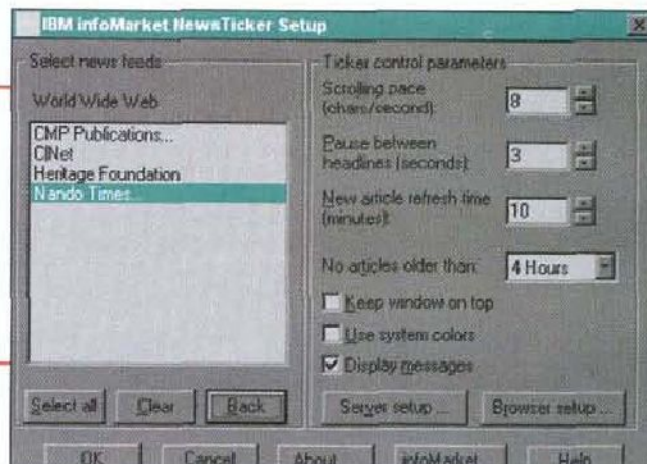 IBM infoMarket NewsTicker Setup
Select news feeds
World Wide Web
CMP Publications...
C|Net
Heritage Foundation
Nando Times...
Select all
Clear
Back
Ticker control parameters
Scrolling pace
(chars/second):
8
Pause between
headlines (seconds):
3
New article refresh time
(minutes):
10
No articles older than:
4 Hours
Keep window on top
Use system colors
Display messages
Server setup ...
Browser setup ...
OK
Cancel
About...
infoMarket...
Help